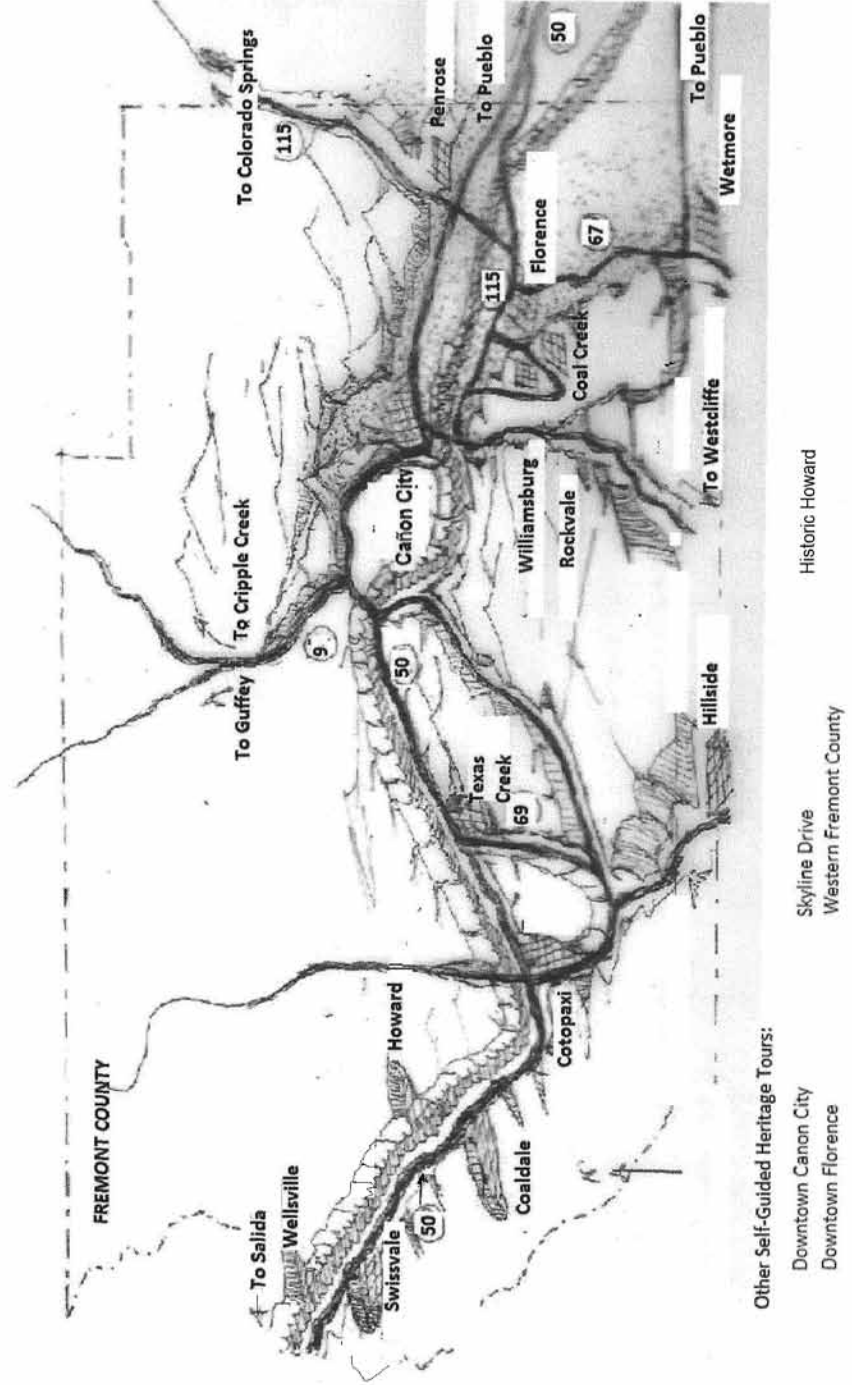 FREMONT COUNTY
To Salida
Wellsville
Swissvale
50
Howard
Coaldale
Cotopaxi
To Guffey
To Cripple Creek
9
50
Texas
Creek
69
Hillside
Cañon City
Williamsburg
Rockvale
To Westcliffe
Coal Creek
115
Florence
67
Wetmore
To Pueblo
To Colorado Springs
115
Penrose
To Pueblo
50
N
Other Self-Guided Heritage Tours:
Downtown Canon City
Downtown Florence
Skyline Drive
Western Fremont County
Historic Howard